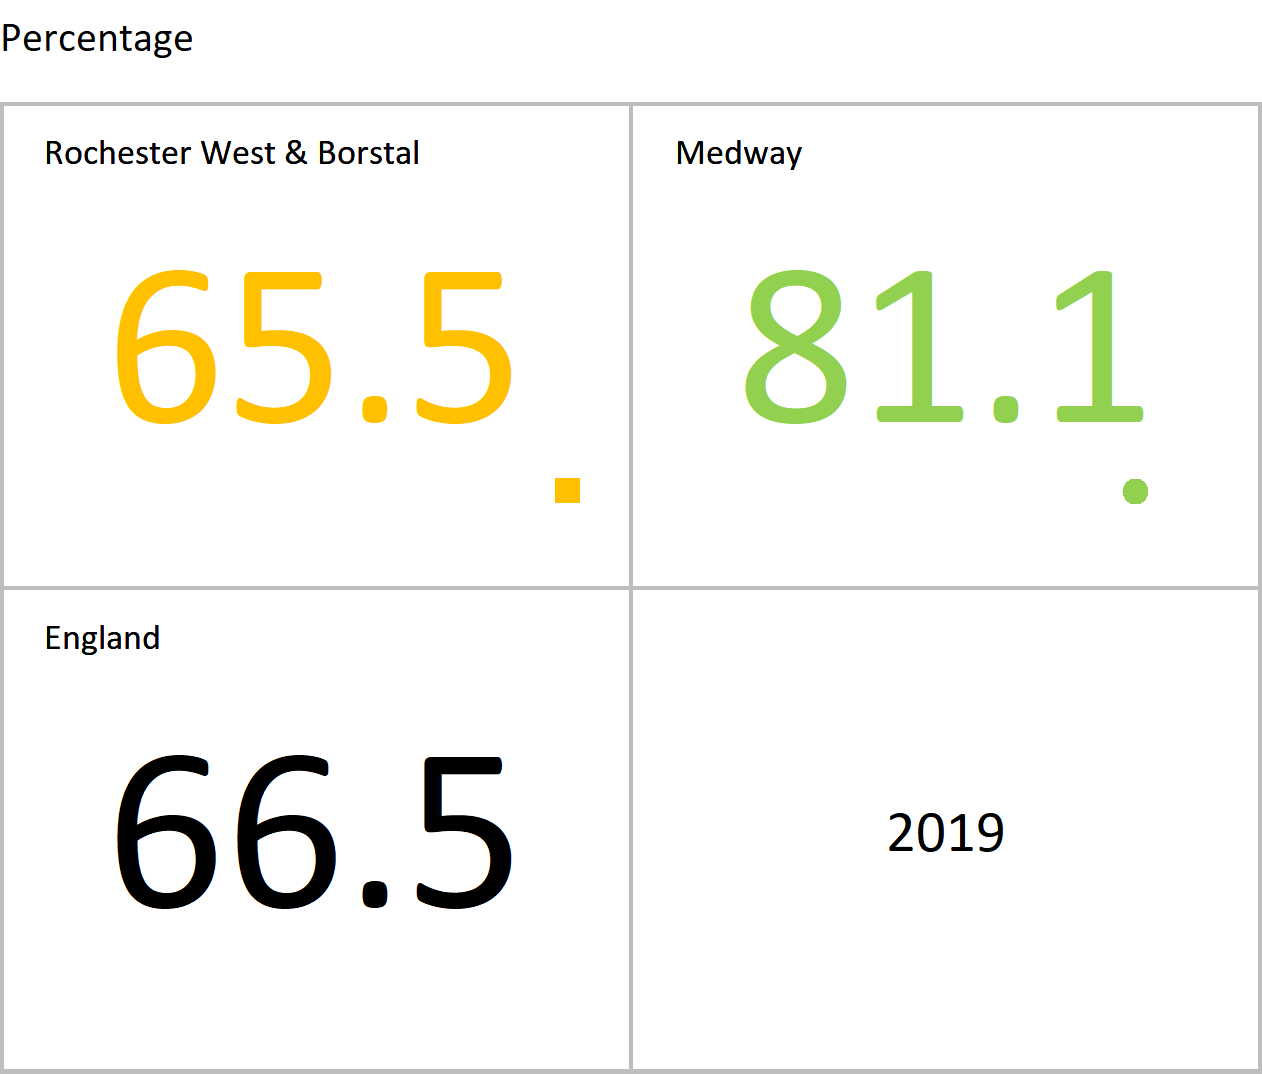 Percentage
Rochester West & Borstal
Medway
65.5
81.1
England
66.5
2019